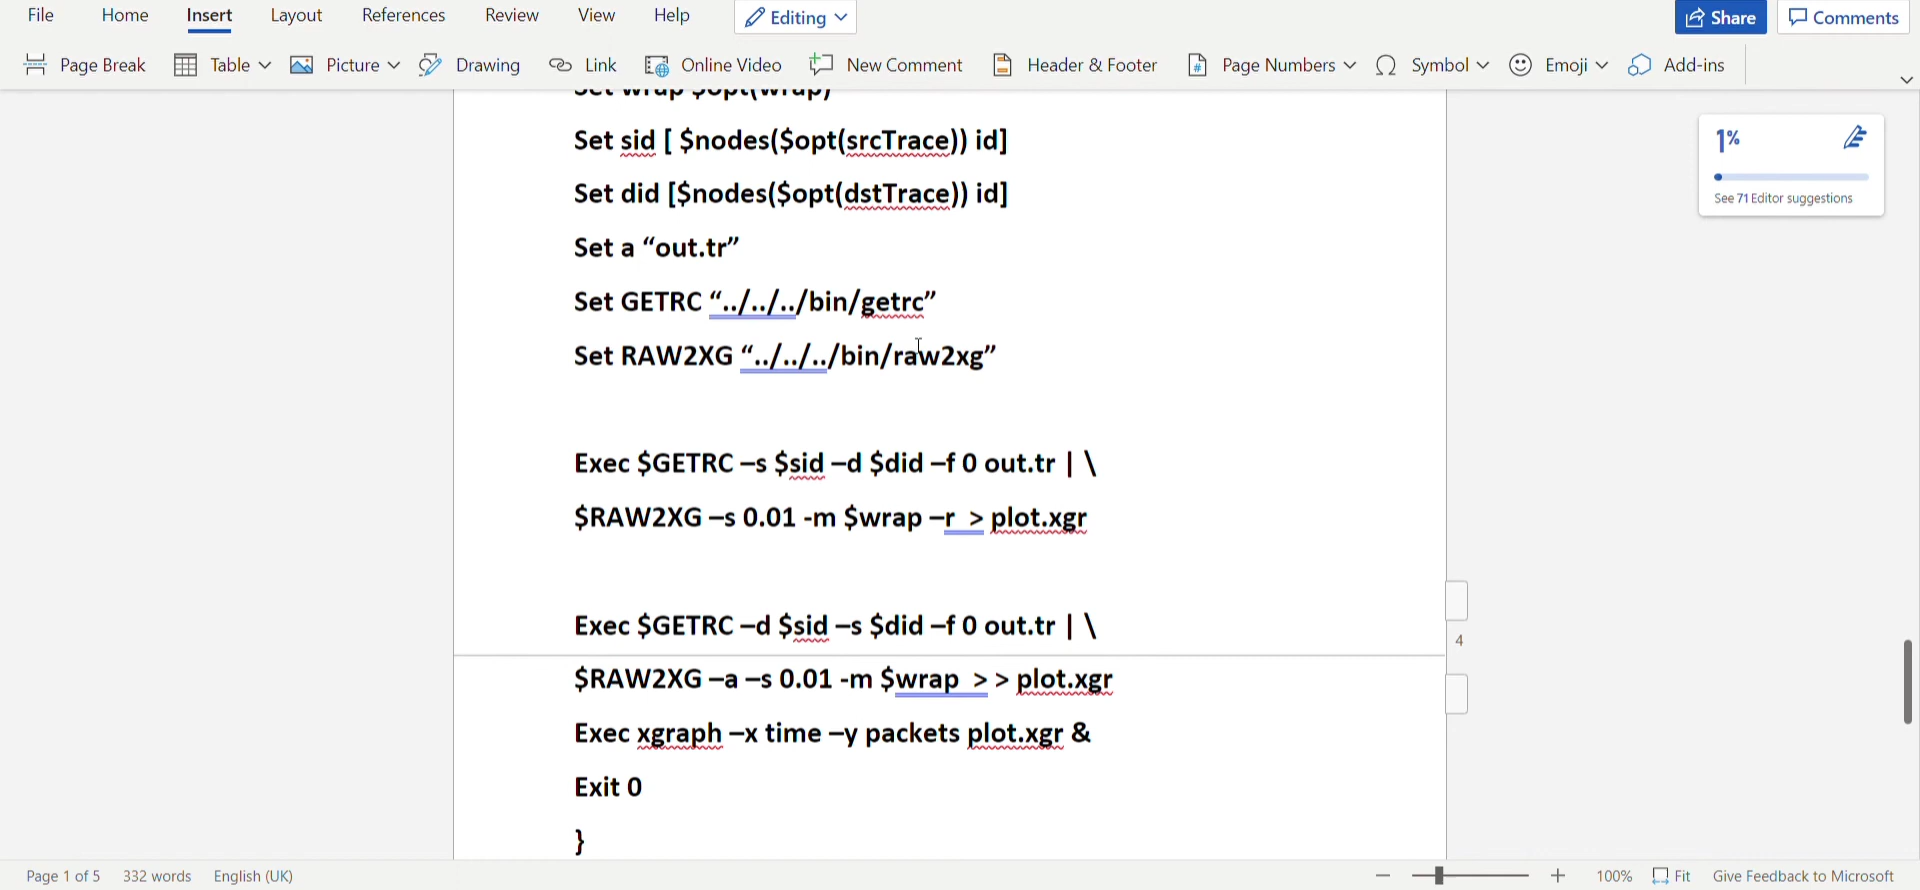 File Home Insert Layout References Review View Help Editing Share Comments
Page Break Table Picture Drawing Link Online Video New Comment Header & Footer Page Numbers Symbol Emoji Add-ins
Set wrap $opt(wrap)
Set sid [ $nodes($opt(srcTrace)) id]
1%
Set did [$nodes($opt(dstTrace)) id]
See 71 Editor suggestions
Set a “out.tr”
Set GETRC “../../../bin/getrc”
Set RAW2XG “../../../bin/raw2xg”
Exec $GETRC –s $sid –d $did –f 0 out.tr | \
$RAW2XG –s 0.01 -m $wrap –r > plot.xgr
Exec $GETRC –d $sid –s $did –f 0 out.tr | \
4
$RAW2XG –a –s 0.01 -m $wrap > > plot.xgr
Exec xgraph –x time –y packets plot.xgr &
Exit 0
}
Page 1 of 5 332 words English (UK) 100% Fit Give Feedback to Microsoft